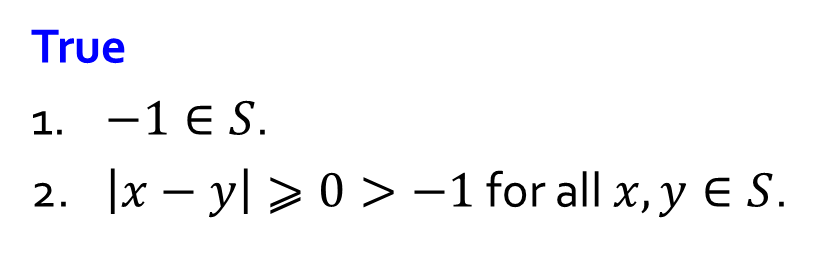 True
1. −1 ∈ S.
2. |x − y| ⩾ 0 > −1 for all x, y ∈ S.